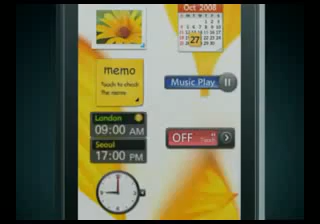 Oct 2008
27
memo
Touch to check
the name.
Music Play
London
09:00 AM
Seoul
17:00 PM
OFF